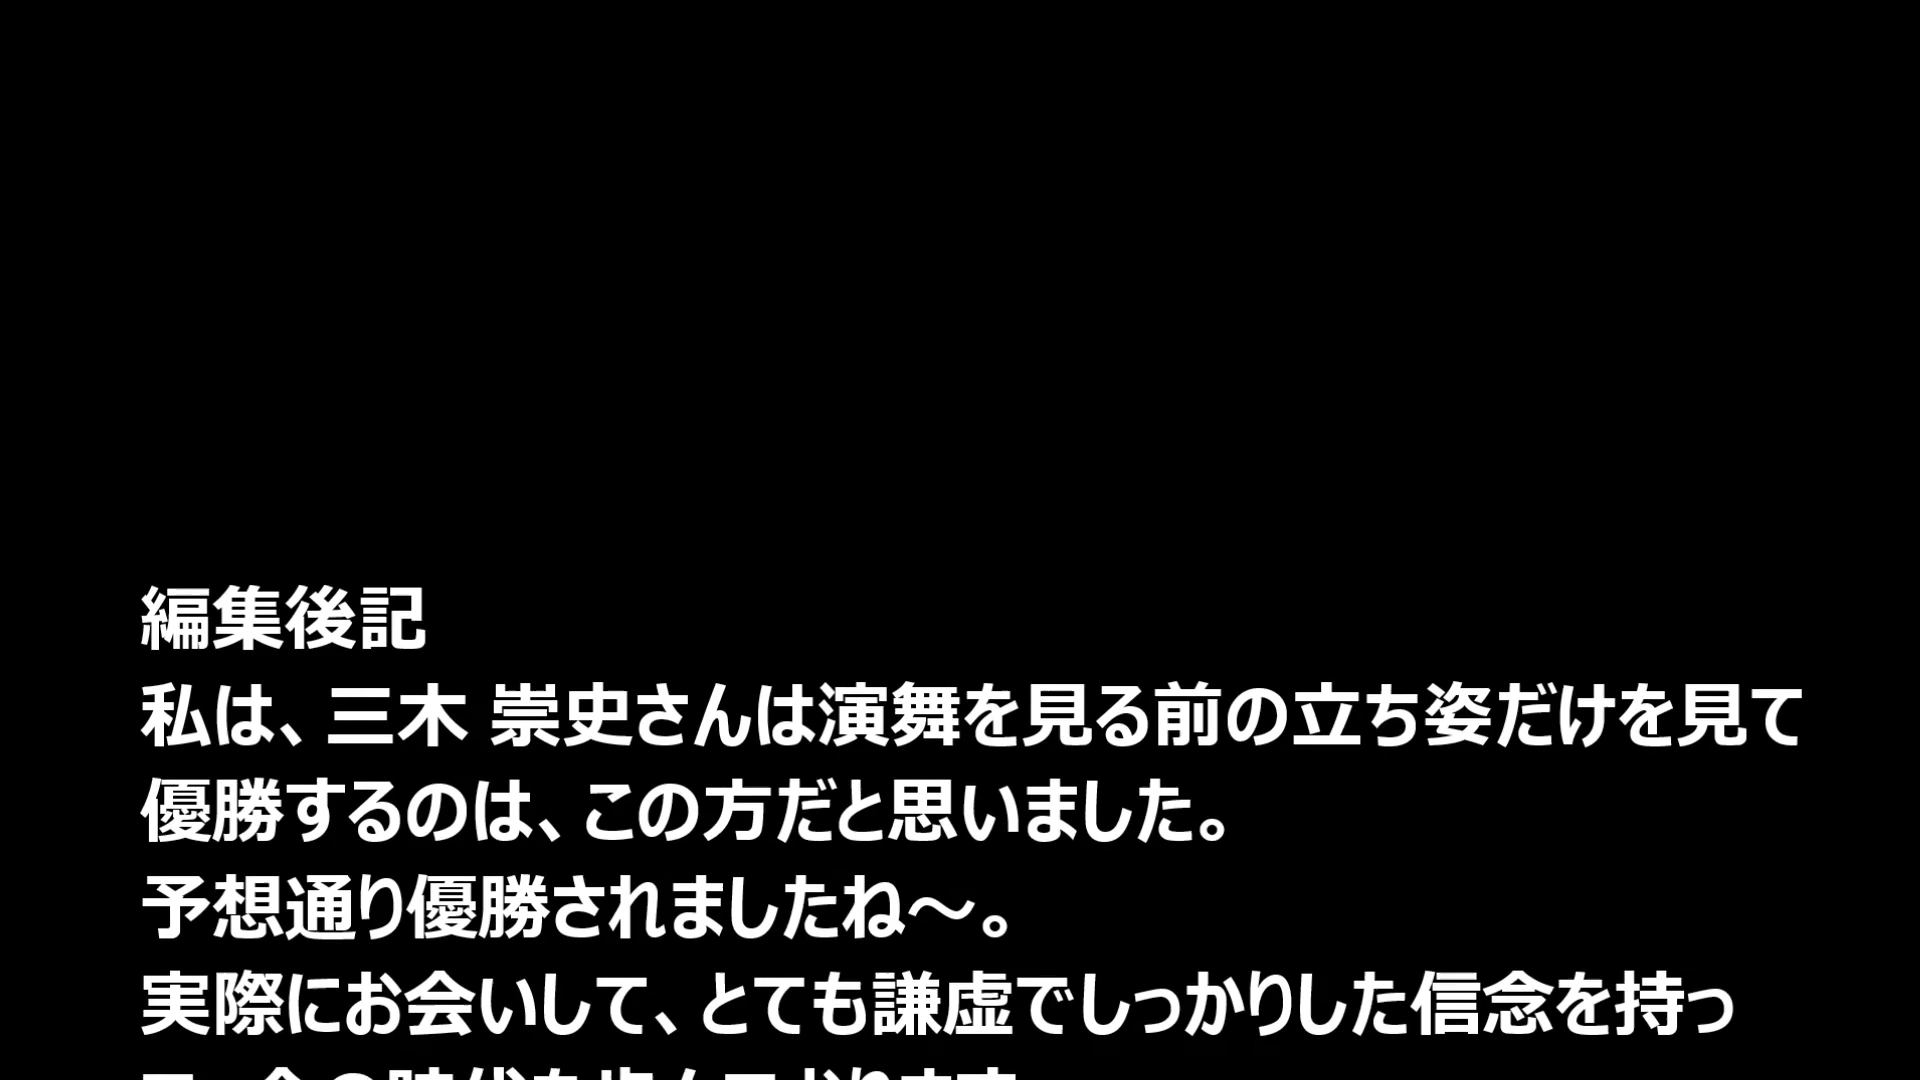 編集後記
私は、三木 崇史さんは演舞を見る前の立ち姿だけを見て
優勝するのは、この方だと思いました。
予想通り優勝されましたね〜。
実際にお会いして、とても謙虚でしっかりした信念を持っ